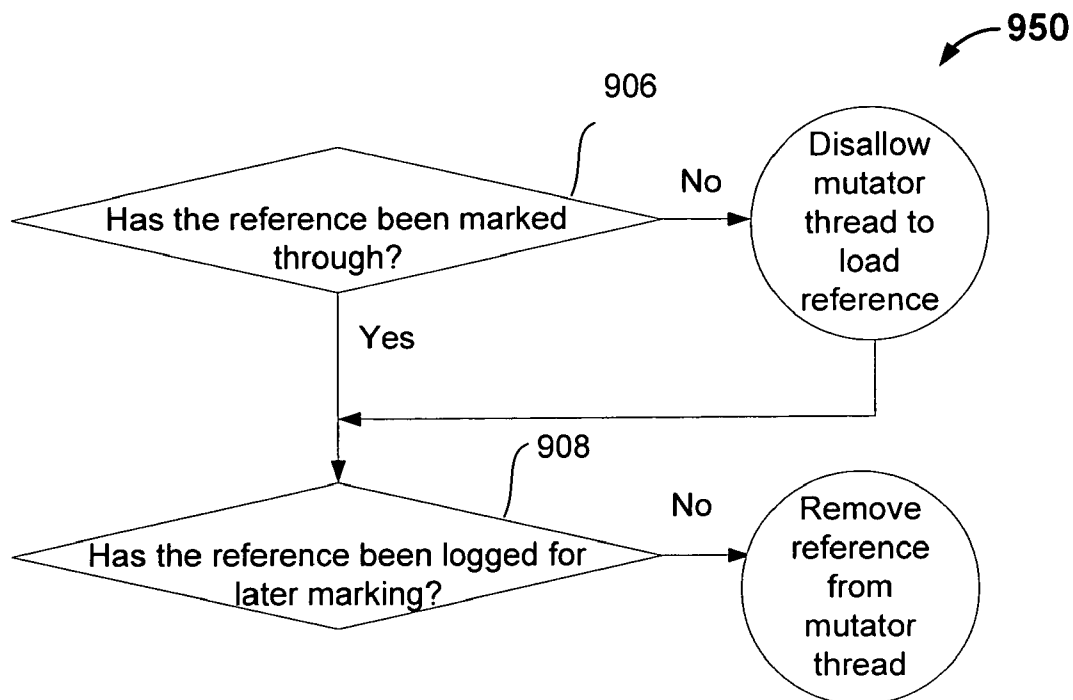 950
906
Has the reference been marked
through?
No
Disallow
mutator
thread to
load
reference
Yes
908
Has the reference been logged for
later marking?
No
Remove
reference
from
mutator
thread